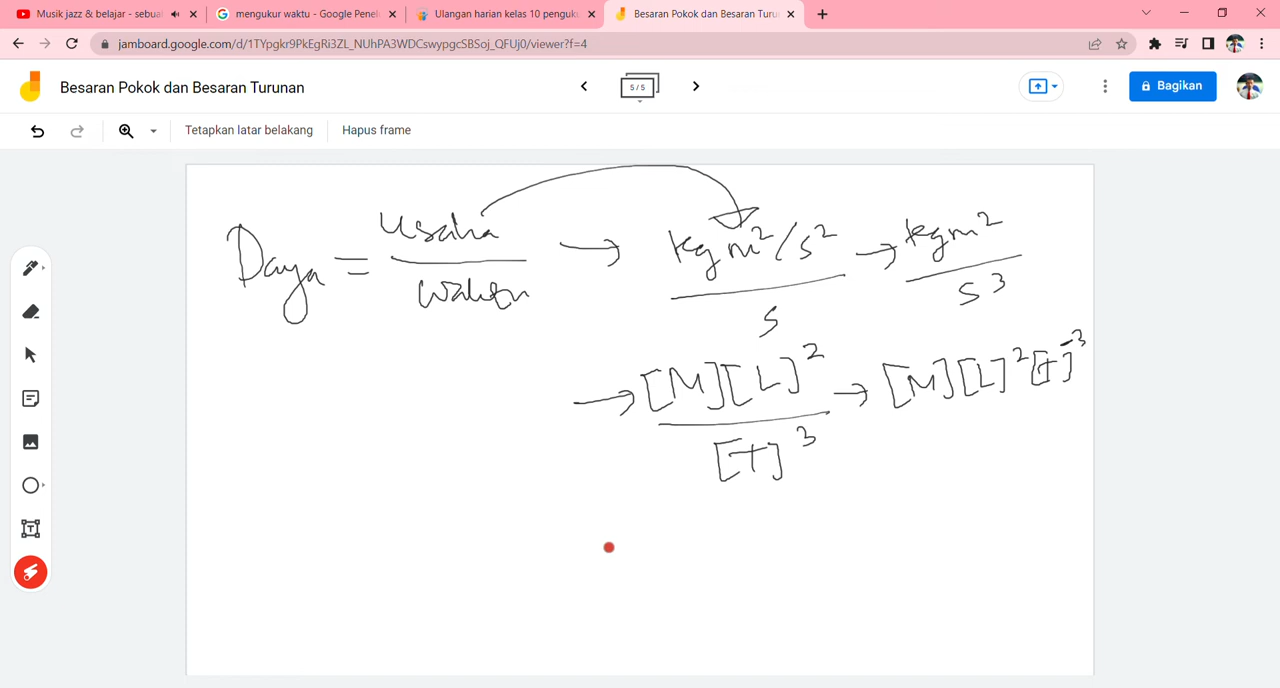 Musik jazz & belajar - sebua
mengukur waktu - Google Penel
Ulangan harian kelas 10 penguku
Besaran Pokok dan Besaran Turun
jamboard.google.com/d/1TYpgkr9PkEgRi3ZL_NUhPA3WDCswypgcSBSoj_QFUj0/viewer?f=4
Besaran Pokok dan Besaran Turunan
5 / 5
Bagikan
Tetapkan latar belakang
Hapus frame
Daya = usaha / waktu → kg m²/s² / s → kg m² / s³
→ [M][L]² / [T]³ → [M][L]²[T]⁻³